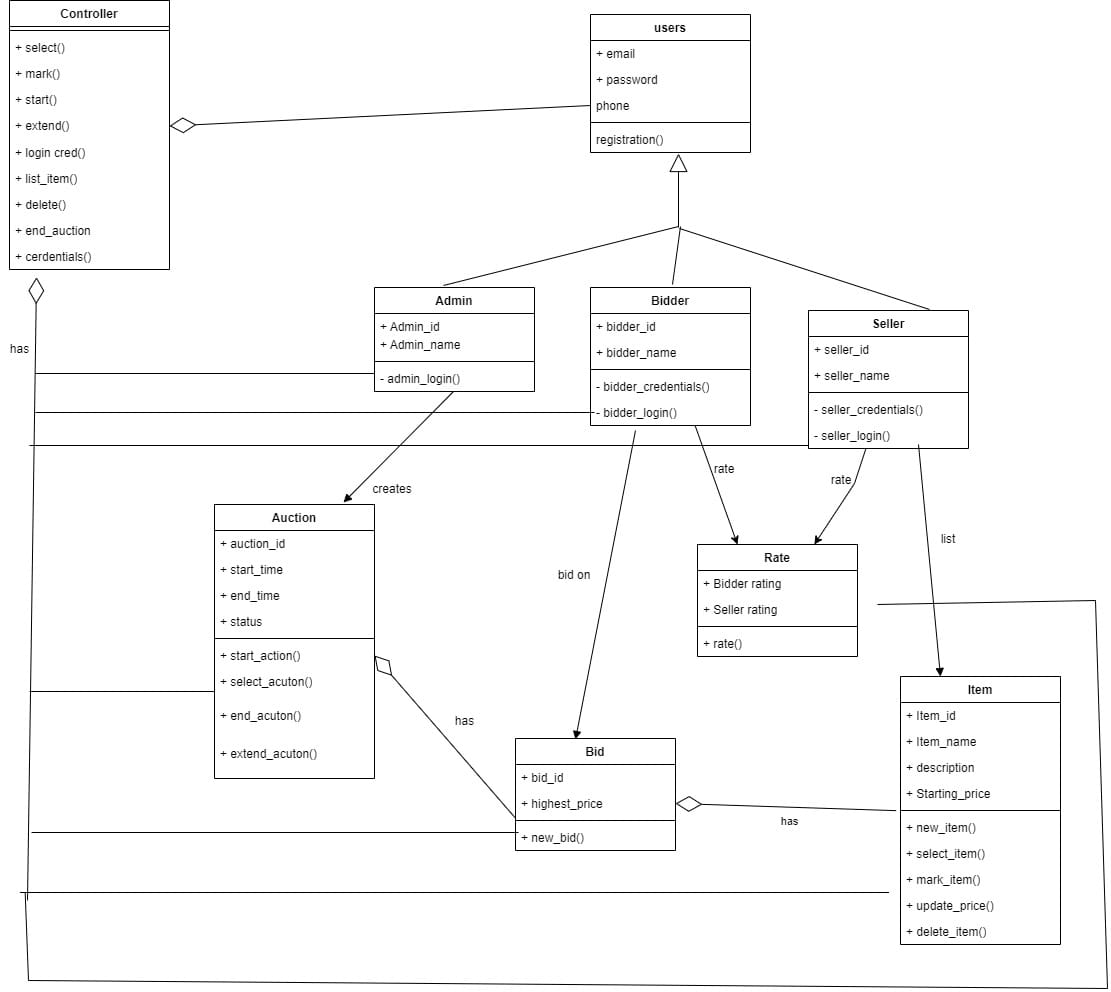 Controller
+ select()
+ mark()
+ start()
+ extend()
+ login cred()
+ list_item()
+ delete()
+ end_auction
+ cerdentials()
users
+ email
+ password
phone
registration()
has
Admin
+ Admin_id
+ Admin_name
- admin_login()
Bidder
+ bidder_id
+ bidder_name
- bidder_credentials()
- bidder_login()
Seller
+ seller_id
+ seller_name
- seller_credentials()
- seller_login()
creates
rate
rate
list
bid on
Auction
+ auction_id
+ start_time
+ end_time
+ status
+ start_action()
+ select_acuton()
+ end_acuton()
+ extend_acuton()
has
Rate
+ Bidder rating
+ Seller rating
+ rate()
Bid
+ bid_id
+ highest_price
+ new_bid()
has
Item
+ Item_id
+ Item_name
+ description
+ Starting_price
+ new_item()
+ select_item()
+ mark_item()
+ update_price()
+ delete_item()